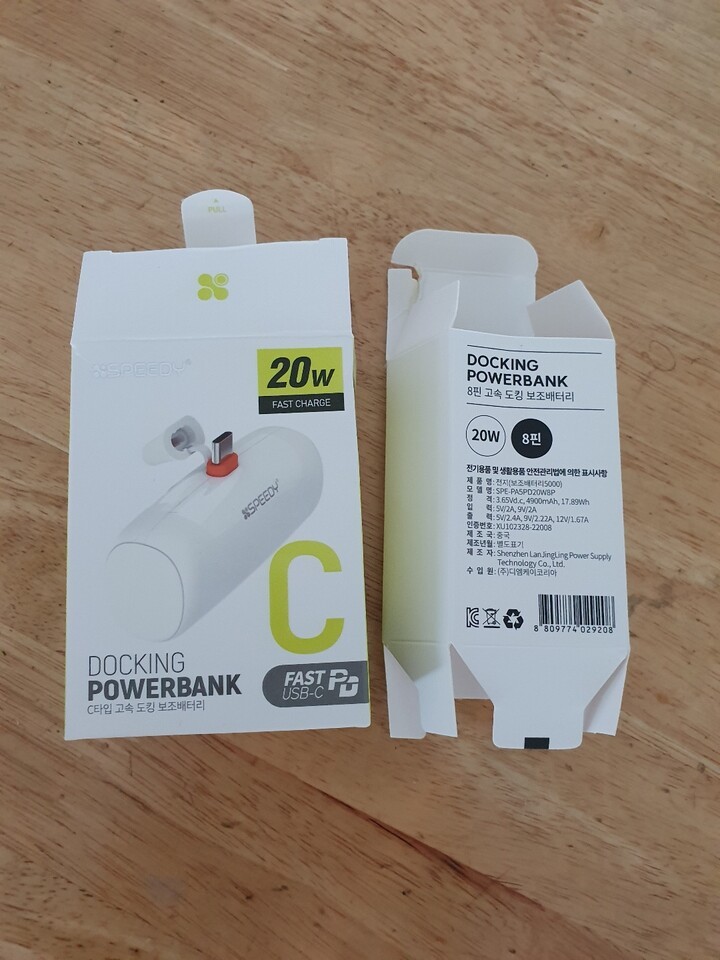 PULL
SPEEDY
20W
FAST CHARGE
SPEEDY
C
DOCKING
POWERBANK
C타입 고속 도킹 보조배터리
FAST PD
USB-C
DOCKING
POWERBANK
8핀 고속 도킹 보조배터리
20W 8핀
전기용품 및 생활용품 안전관리법에 의한 표시사항
제 품 명: 전지(보조배터리5000)
모 델 명: SPE-PA5PD20W8P
정 격: 3.65Vd.c, 4900mAh, 17.89Wh
입 력: 5V/2A, 9V/2A
출 력: 5V/2.4A, 9V/2.22A, 12V/1.67A
인증번호: XU102328-22008
제 조 국: 중국
제조년월: 별도표기
제 조 자: Shenzhen LanJingLing Power Supply
Technology Co., Ltd.
수 입 원: (주)디엠케이코리아
8 809774 029208